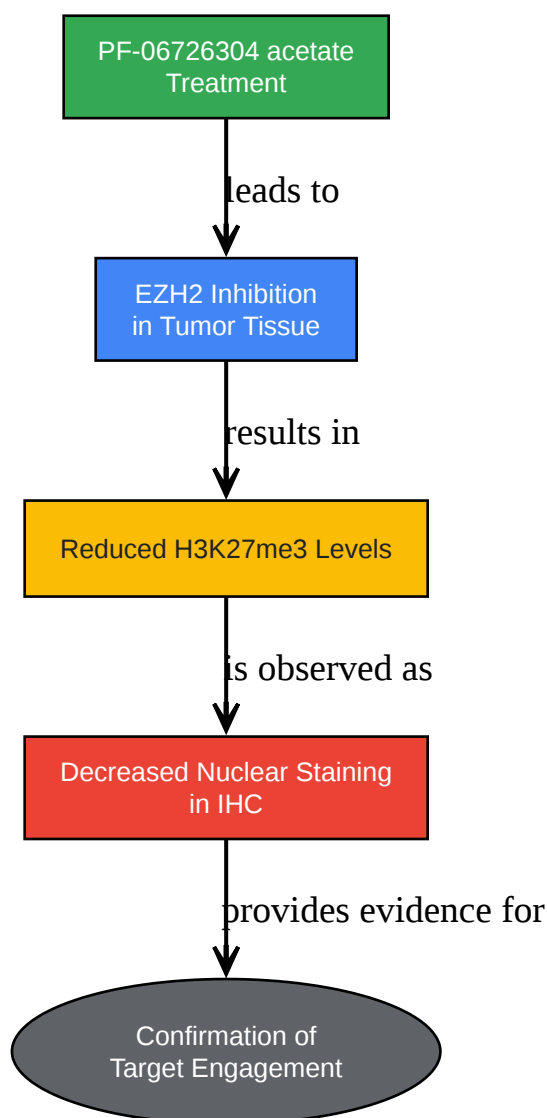 PF-06726304 acetate
Treatment
leads to
EZH2 Inhibition
in Tumor Tissue
results in
Reduced H3K27me3 Levels
is observed as
Decreased Nuclear Staining
in IHC
provides evidence for
Confirmation of
Target Engagement